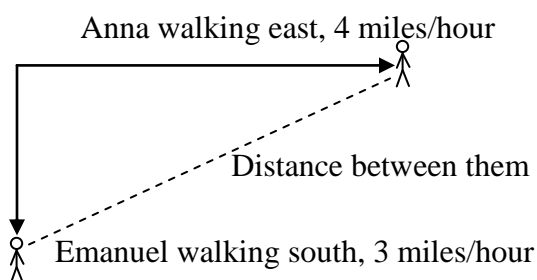 Anna walking east, 4 miles/hour
Distance between them
Emanuel walking south, 3 miles/hour